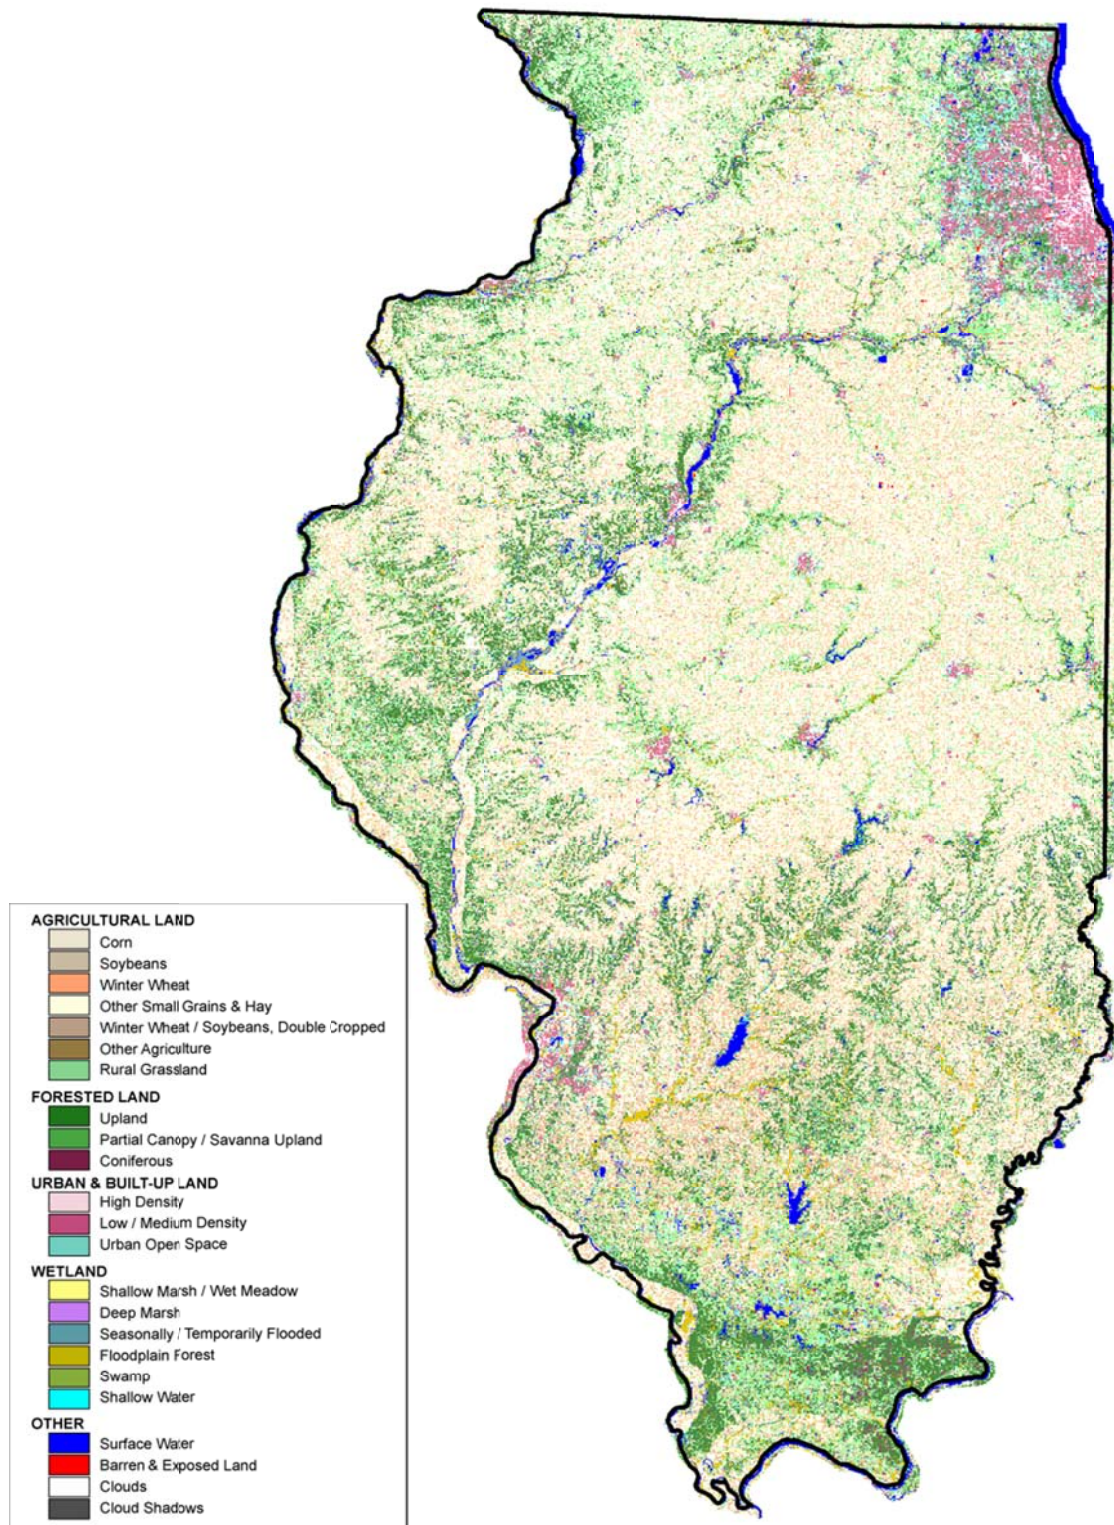 AGRICULTURAL LAND
Corn
Soybeans
Winter Wheat
Other Small Grains & Hay
Winter Wheat / Soybeans, Double Cropped
Other Agriculture
Rural Grassland
FORESTED LAND
Upland
Partial Canopy / Savanna Upland
Coniferous
URBAN & BUILT-UP LAND
High Density
Low / Medium Density
Urban Open Space
WETLAND
Shallow Marsh / Wet Meadow
Deep Marsh
Seasonally / Temporarily Flooded
Floodplain Forest
Swamp
Shallow Water
OTHER
Surface Water
Barren & Exposed Land
Clouds
Cloud Shadows